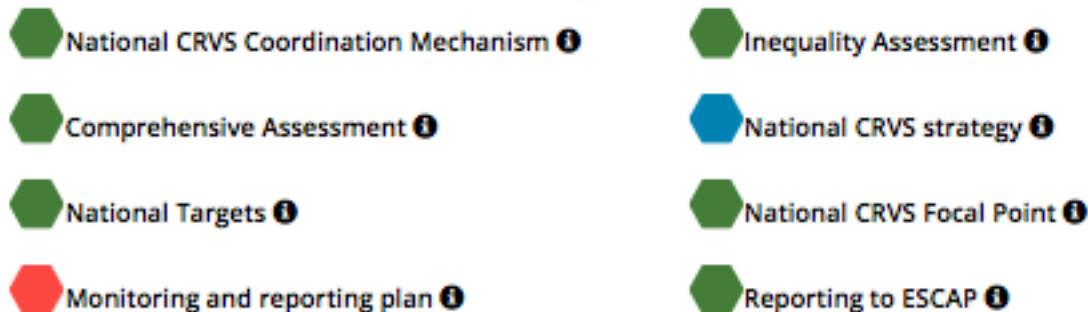 National CRVS Coordination Mechanism
Inequality Assessment
Comprehensive Assessment
National CRVS strategy
National Targets
National CRVS Focal Point
Monitoring and reporting plan
Reporting to ESCAP